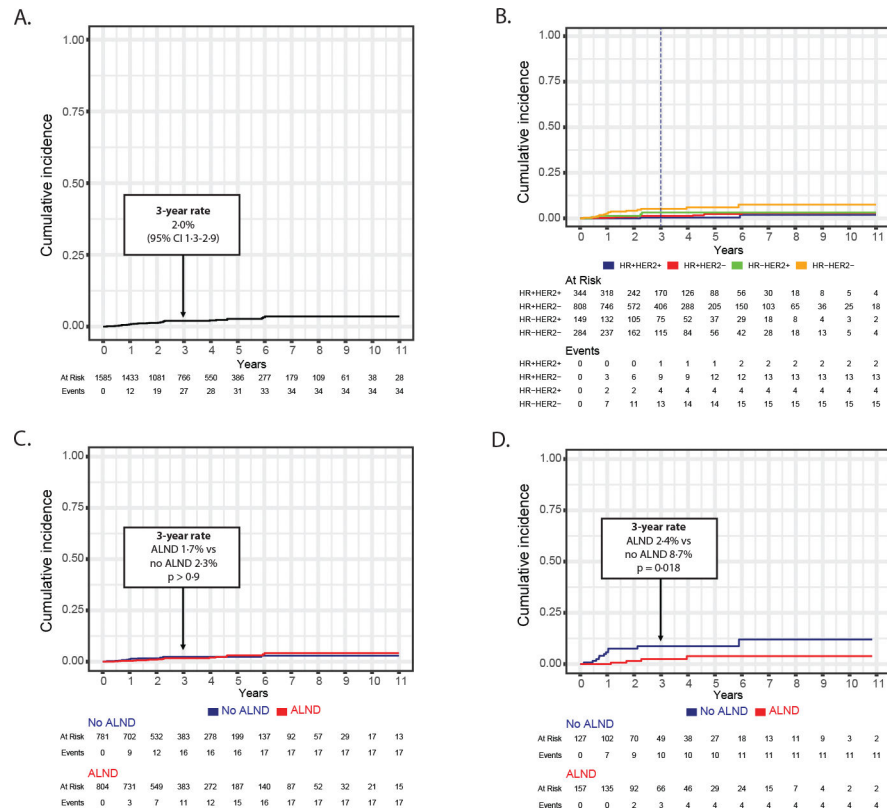 A.
1.00
0.75
0.50
0.25
0.00
Cumulative incidence
3-year rate
2·0%
(95% CI 1·3-2·9)
0 1 2 3 4 5 6 7 8 9 10 11
Years
At Risk 1585 1433 1081 766 550 386 277 179 109 61 38 28
Events 0 12 19 27 28 31 33 34 34 34 34 34
B.
1.00
0.75
0.50
0.25
0.00
Cumulative incidence
0 1 2 3 4 5 6 7 8 9 10 11
Years
HR+HER2+ HR+HER2− HR−HER2+ HR−HER2−
At Risk
HR+HER2+ 344 318 242 170 126 88 56 30 18 8 5 4
HR+HER2− 808 746 572 406 288 205 150 103 65 36 25 18
HR−HER2+ 149 132 105 75 52 37 29 18 8 4 3 2
HR−HER2− 284 237 162 115 84 56 42 28 18 13 5 4
Events
HR+HER2+ 0 0 0 1 1 1 2 2 2 2 2 2
HR+HER2− 0 3 6 9 9 12 12 13 13 13 13 13
HR−HER2+ 0 2 2 4 4 4 4 4 4 4 4 4
HR−HER2− 0 7 11 13 14 14 15 15 15 15 15 15
C.
1.00
0.75
0.50
0.25
0.00
Cumulative incidence
3-year rate
ALND 1·7% vs
no ALND 2·3%
p > 0·9
0 1 2 3 4 5 6 7 8 9 10 11
Years
No ALND ALND
No ALND
At Risk 781 702 532 383 278 199 137 92 57 29 17 13
Events 0 9 12 16 16 16 17 17 17 17 17 17
ALND
At Risk 804 731 549 383 272 187 140 87 52 32 21 15
Events 0 3 7 11 12 15 16 17 17 17 17 17
D.
1.00
0.75
0.50
0.25
0.00
Cumulative incidence
3-year rate
ALND 2·4% vs
no ALND 8·7%
p = 0·018
0 1 2 3 4 5 6 7 8 9 10 11
Years
No ALND ALND
No ALND
At Risk 127 102 70 49 38 27 18 13 11 9 3 2
Events 0 7 9 10 10 10 11 11 11 11 11 11
ALND
At Risk 157 135 92 66 46 29 24 15 7 4 2 2
Events 0 0 2 3 4 4 4 4 4 4 4 4